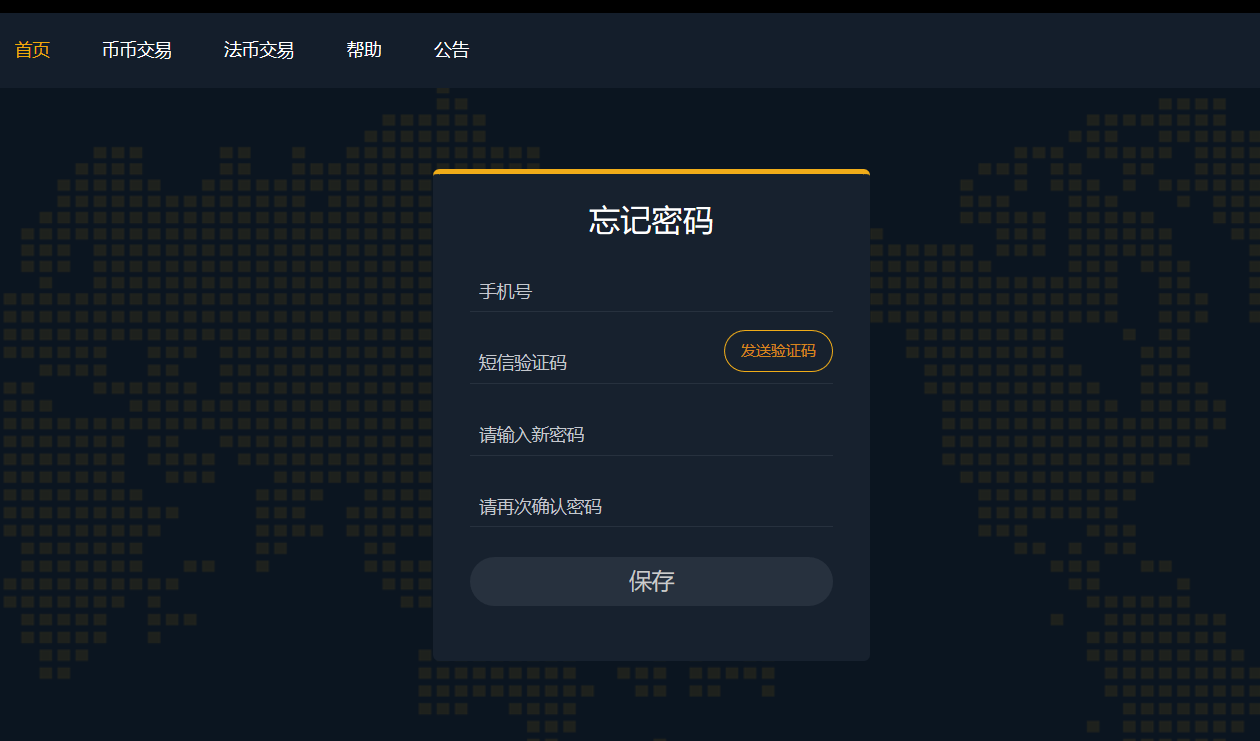 首页 币币交易 法币交易 帮助 公告
忘记密码
手机号
短信验证码 发送验证码
请输入新密码
请再次确认密码
保存